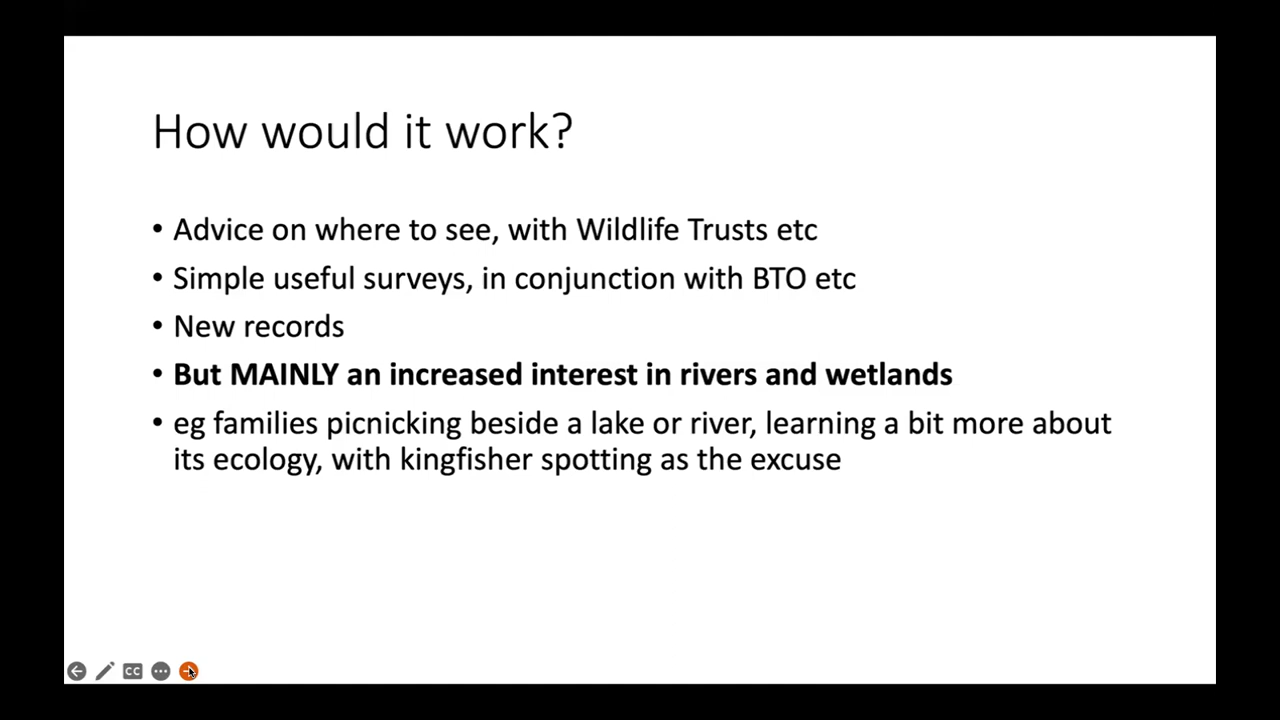 How would it work?
• Advice on where to see, with Wildlife Trusts etc
• Simple useful surveys, in conjunction with BTO etc
• New records
• But MAINLY an increased interest in rivers and wetlands
• eg families picnicking beside a lake or river, learning a bit more about
its ecology, with kingfisher spotting as the excuse
CC